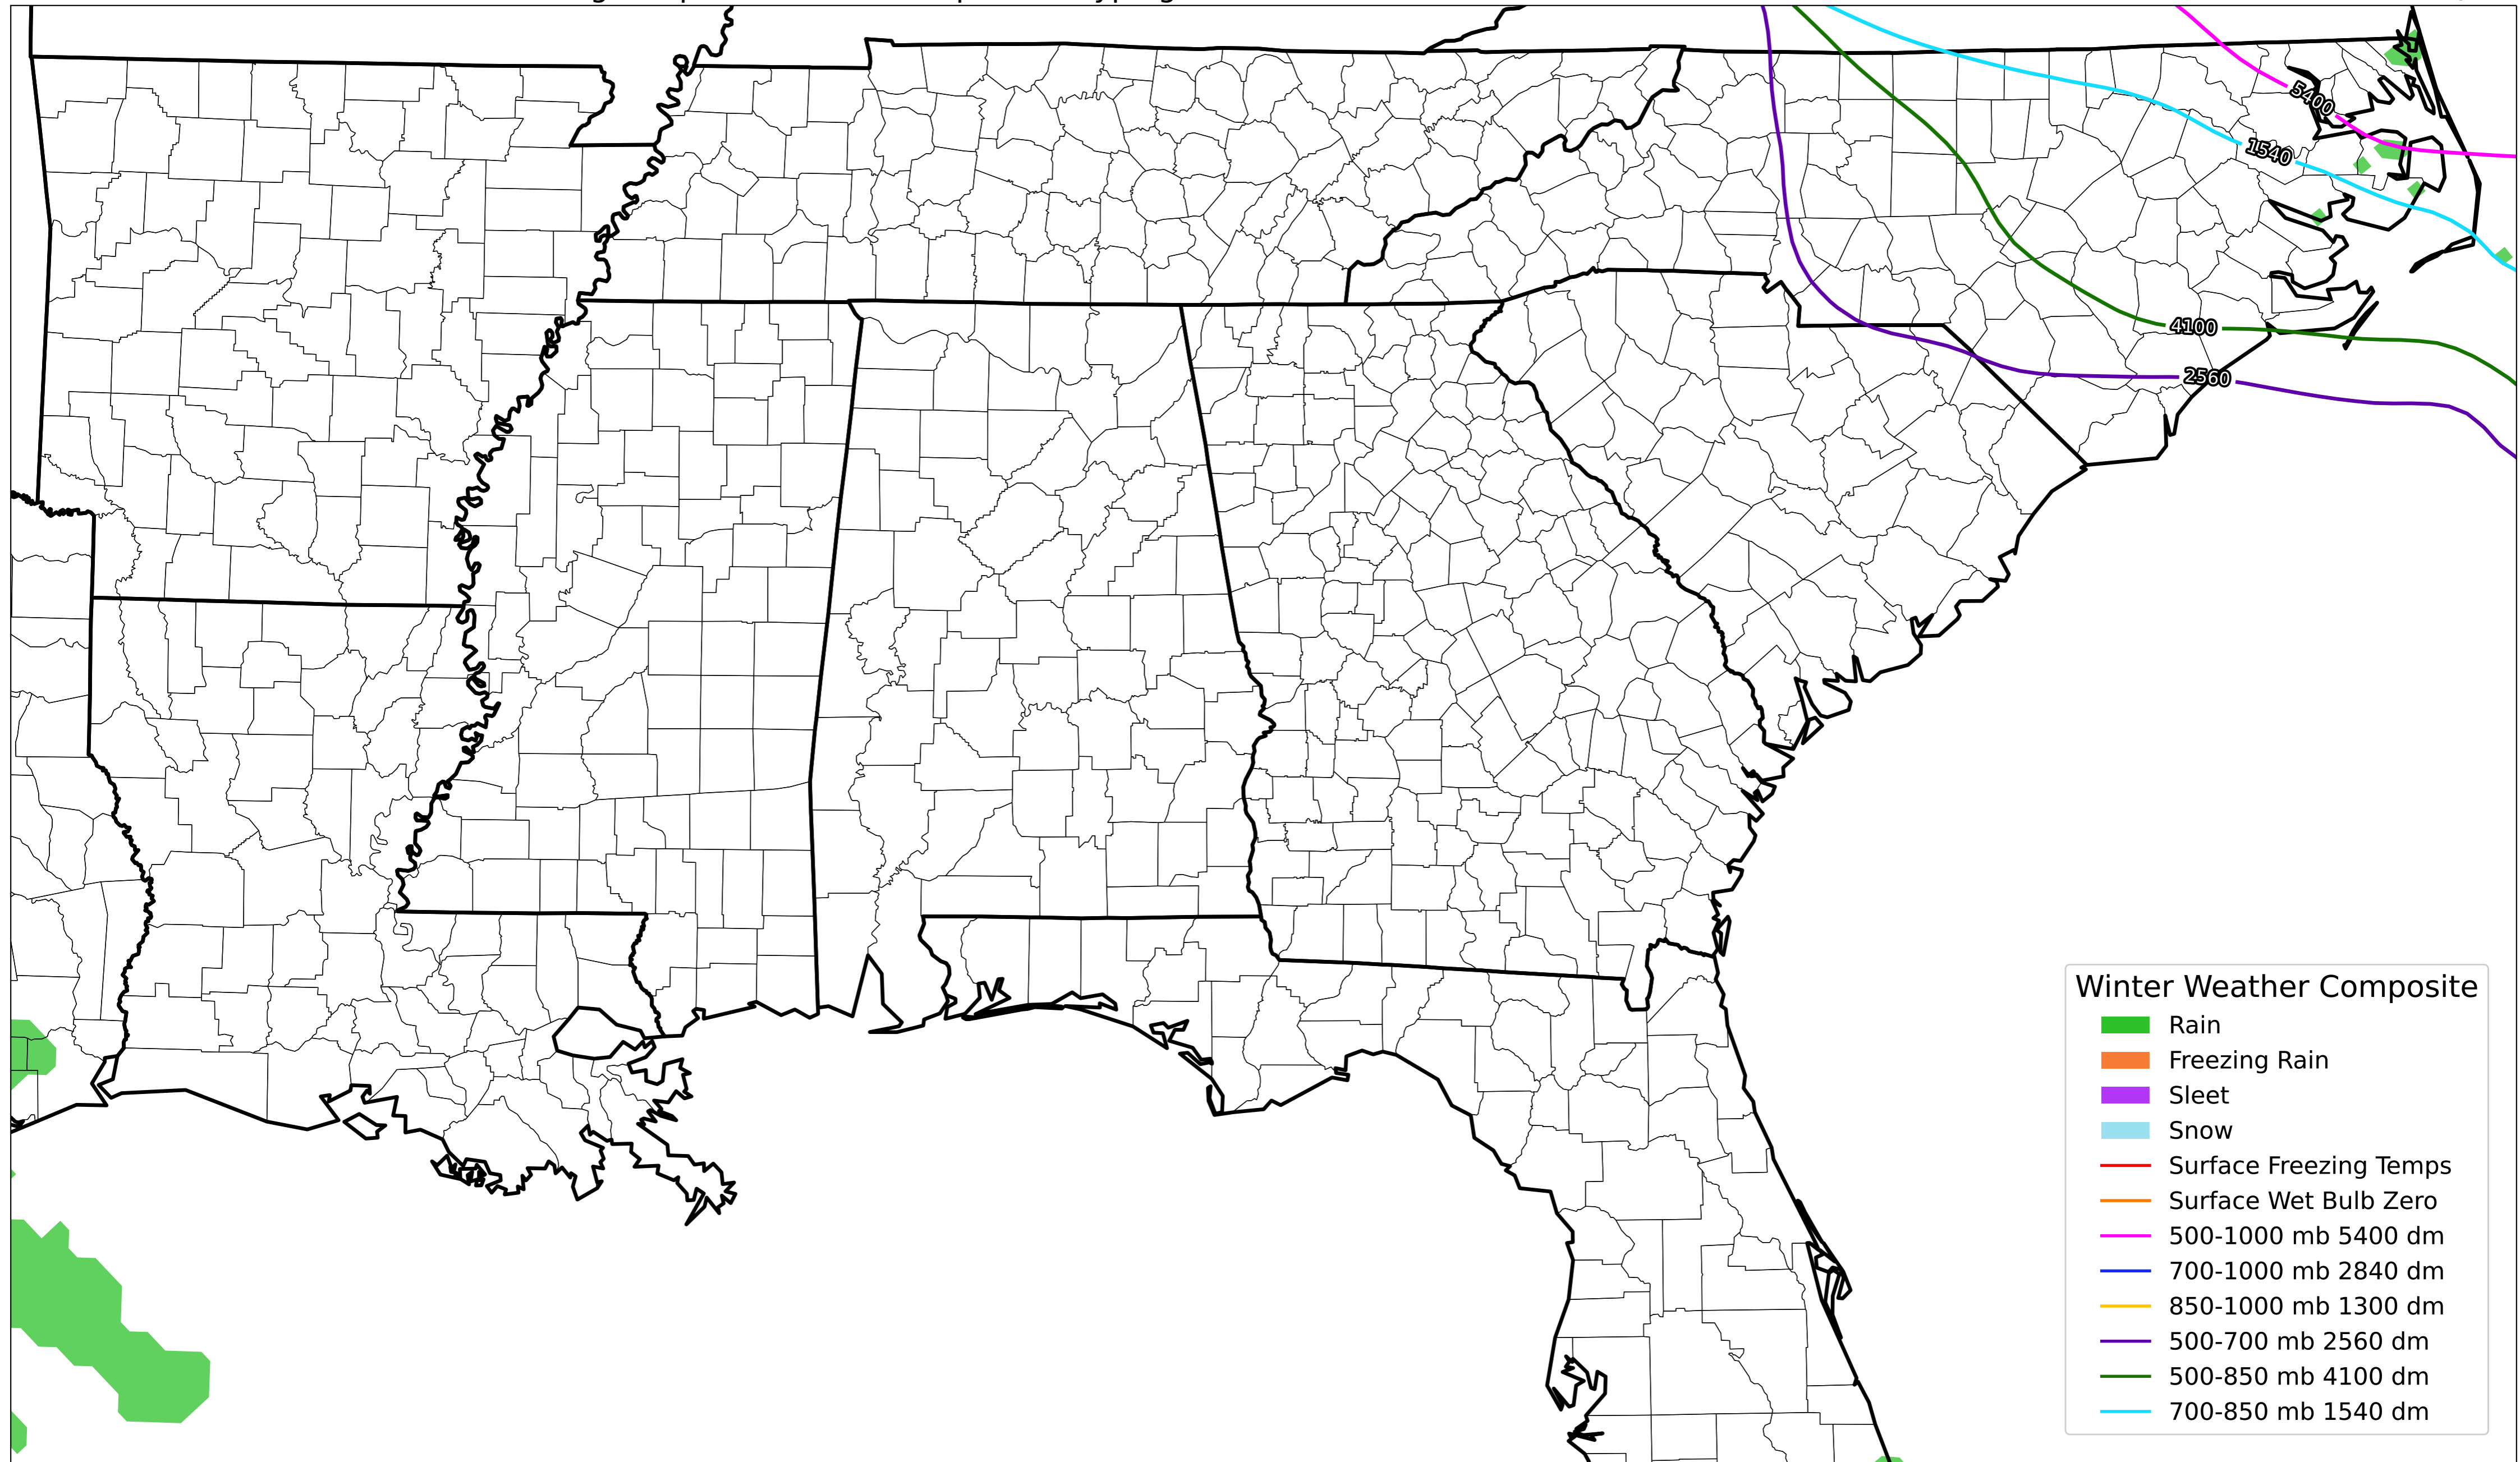 5400
1540
4100
2560
Winter Weather Composite
Rain
Freezing Rain
Sleet
Snow
Surface Freezing Temps
Surface Wet Bulb Zero
500-1000 mb 5400 dm
700-1000 mb 2840 dm
850-1000 mb 1300 dm
500-700 mb 2560 dm
500-850 mb 4100 dm
700-850 mb 1540 dm